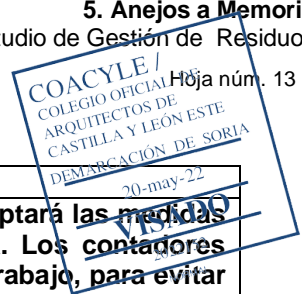 5. Anejos a Memori
tudio de Gestión de Residuo
Hoja núm. 13
COACYLE /
COLEGIO OFICIAL DE
ARQUITECTOS DE
CASTILLA Y LEÓN ESTE
DEMARCACIÓN DE SORIA
20-may-22
VISADO
ptará las medidas
. Los contadores
rabajo, para evitar